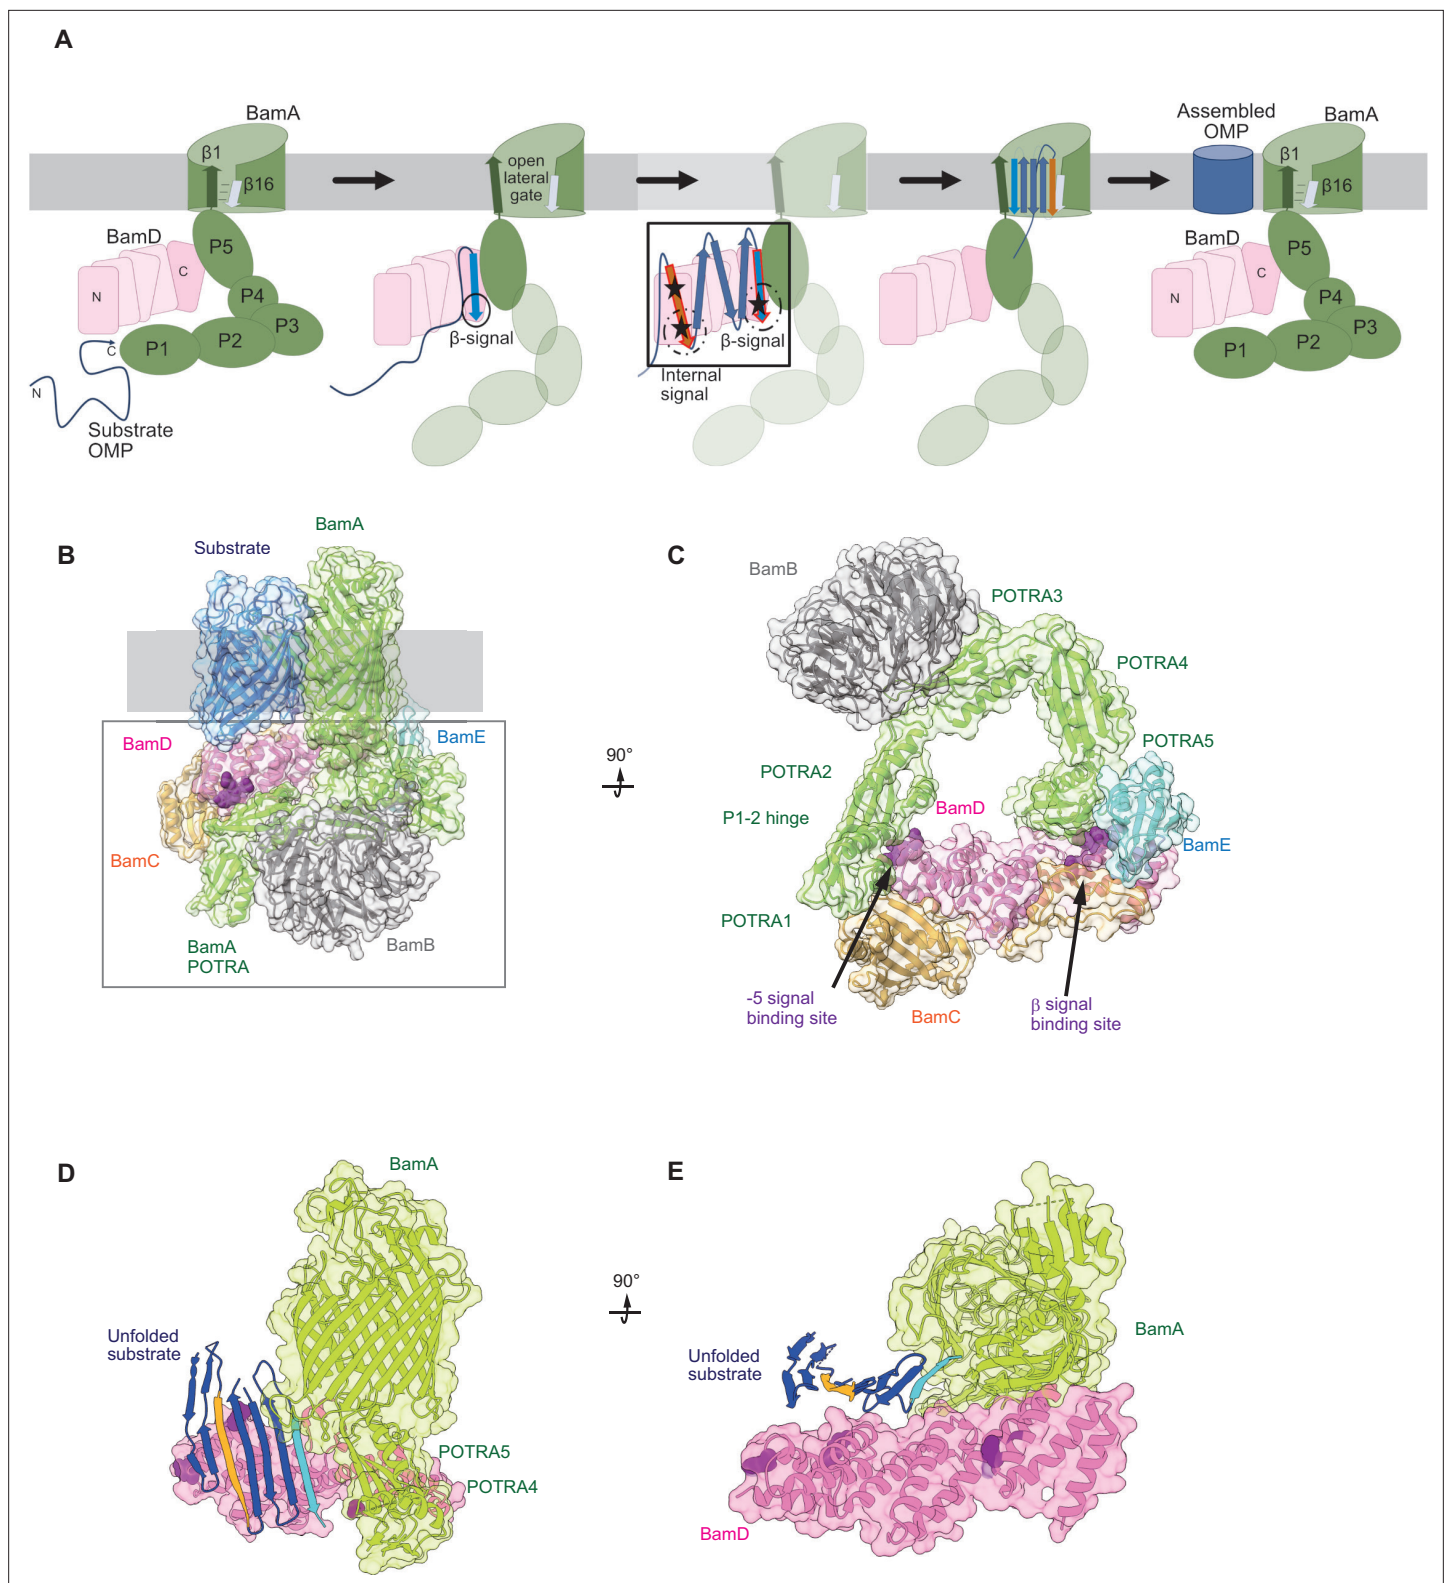 A
BamA
β1
β16
BamD
N
C
P5
P4
P3
P2
P1
C
N
Substrate
OMP
open
lateral
gate
β-signal
β-signal
Internal
signal
Assembled
OMP
BamA
β1
β16
BamD
N
C
P5
P4
P3
P2
P1
B
BamA
Substrate
BamD
BamE
BamC
BamA
POTRA
BamB
90°
C
BamB
POTRA3
POTRA4
POTRA5
POTRA2
P1-2 hinge
BamD
BamE
POTRA1
-5 signal
binding site
BamC
β signal
binding site
D
BamA
Unfolded
substrate
POTRA5
POTRA4
90°
E
BamA
Unfolded
substrate
BamD